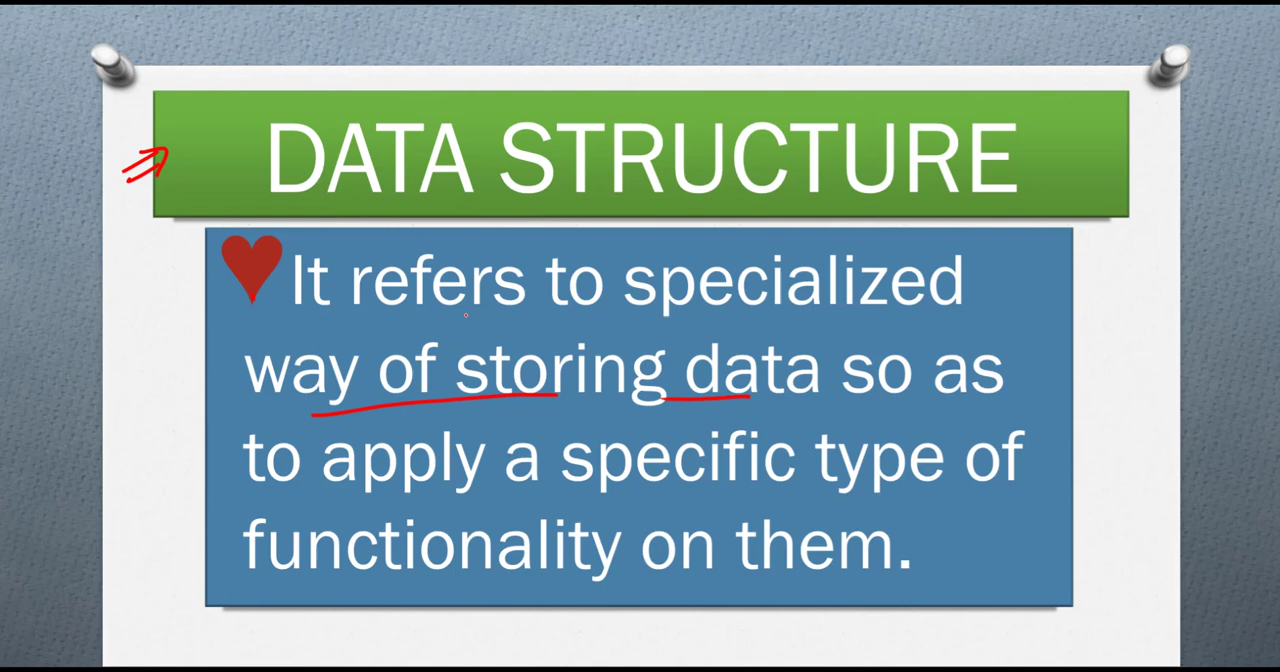 DATA STRUCTURE
It refers to specialized
way of storing data so as
to apply a specific type of
functionality on them.